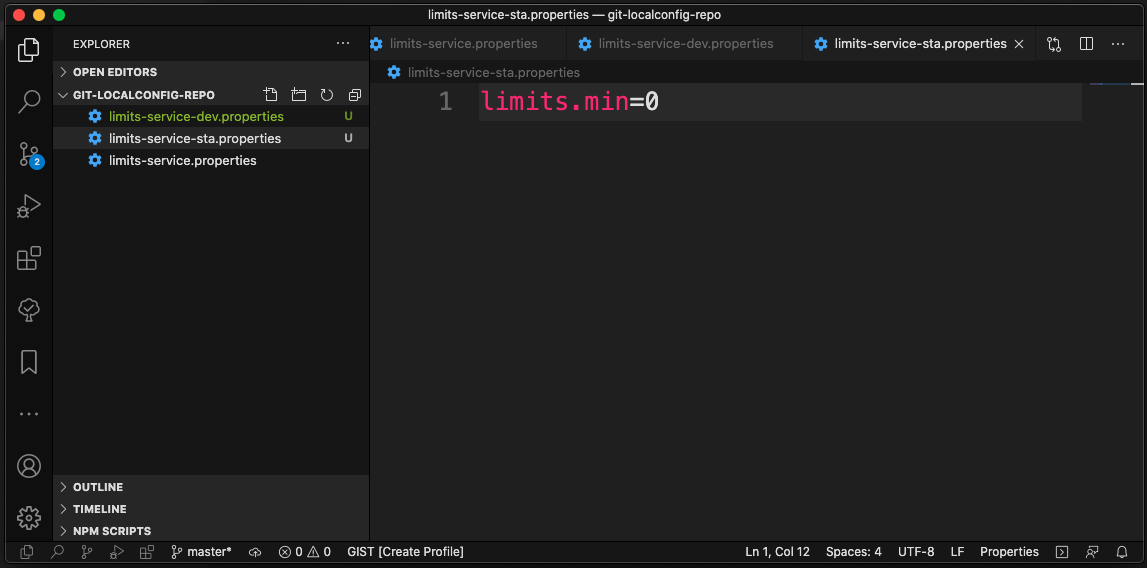 limits-service-sta.properties — git-localconfig-repo
EXPLORER
limits-service.properties
limits-service-dev.properties
limits-service-sta.properties
OPEN EDITORS
limits-service-sta.properties
GIT-LOCALCONFIG-REPO
1 limits.min=0
limits-service-dev.properties U
limits-service-sta.properties U
limits-service.properties
2
OUTLINE
TIMELINE
NPM SCRIPTS
master* 0 0 GIST [Create Profile] Ln 1, Col 12 Spaces: 4 UTF-8 LF Properties